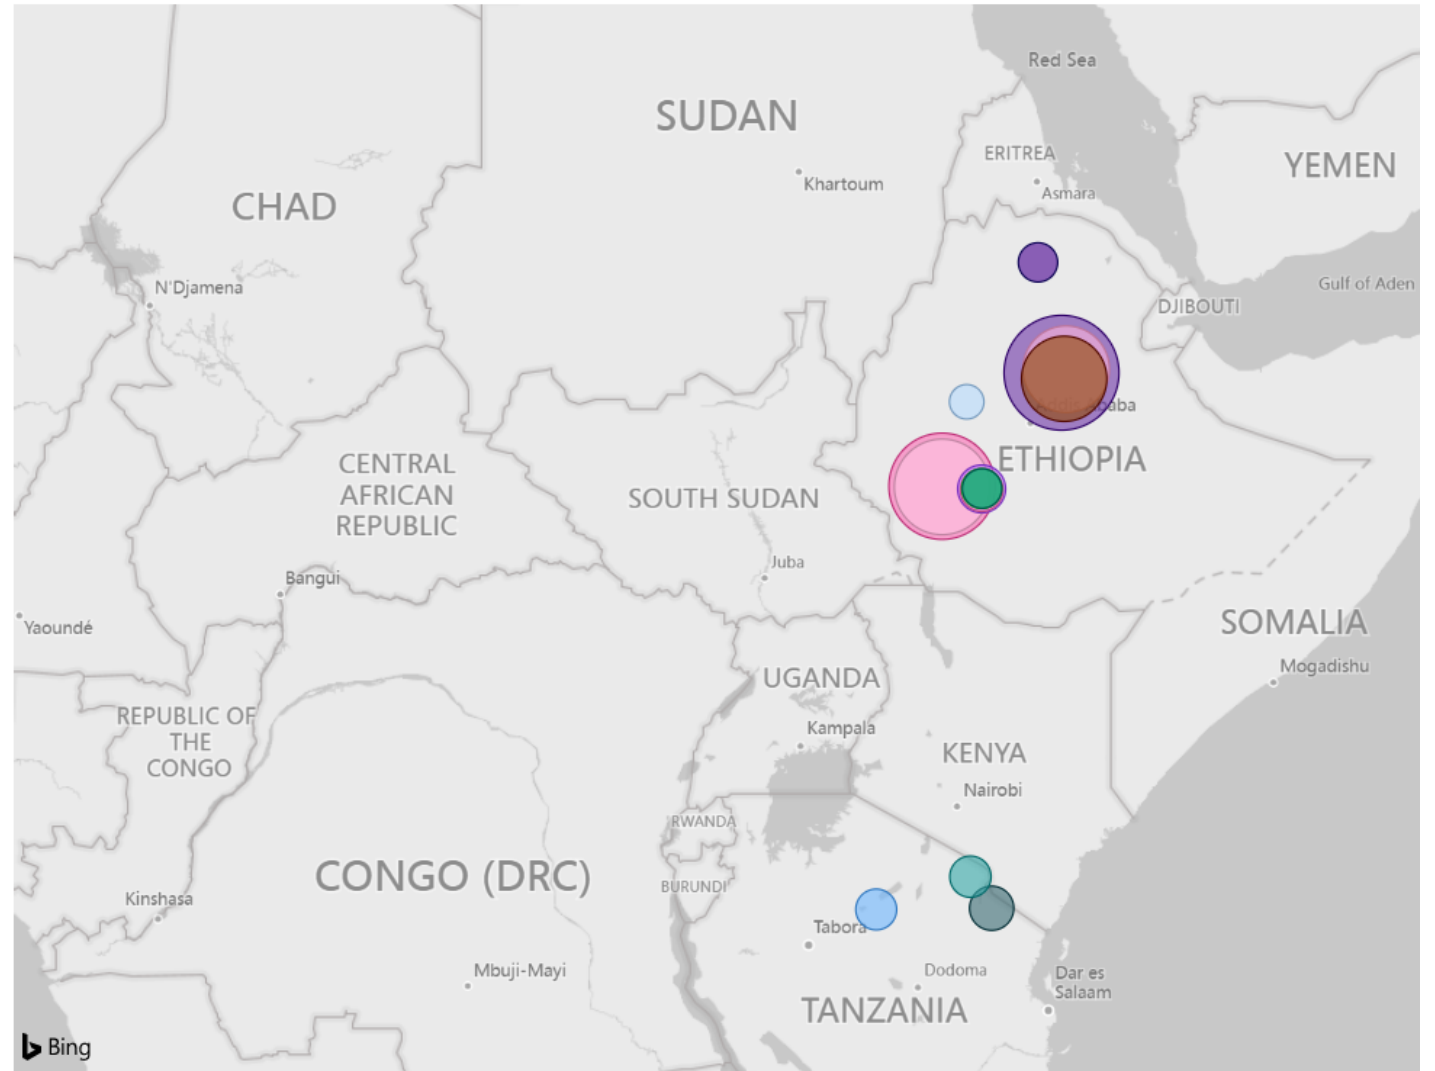 Red Sea
SUDAN
ERITREA
YEMEN
Khartoum
Asmara
CHAD
N'Djamena
Gulf of Aden
DJIBOUTI
ETHIOPIA
CENTRAL
AFRICAN
REPUBLIC
SOUTH SUDAN
Juba
Bangui
Yaoundé
SOMALIA
Mogadishu
UGANDA
Kampala
REPUBLIC OF
THE
CONGO
KENYA
Nairobi
RWANDA
CONGO (DRC)
BURUNDI
Kinshasa
Tabora
Mbuji-Mayi
Dodoma
Dar es
Salaam
TANZANIA
Bing